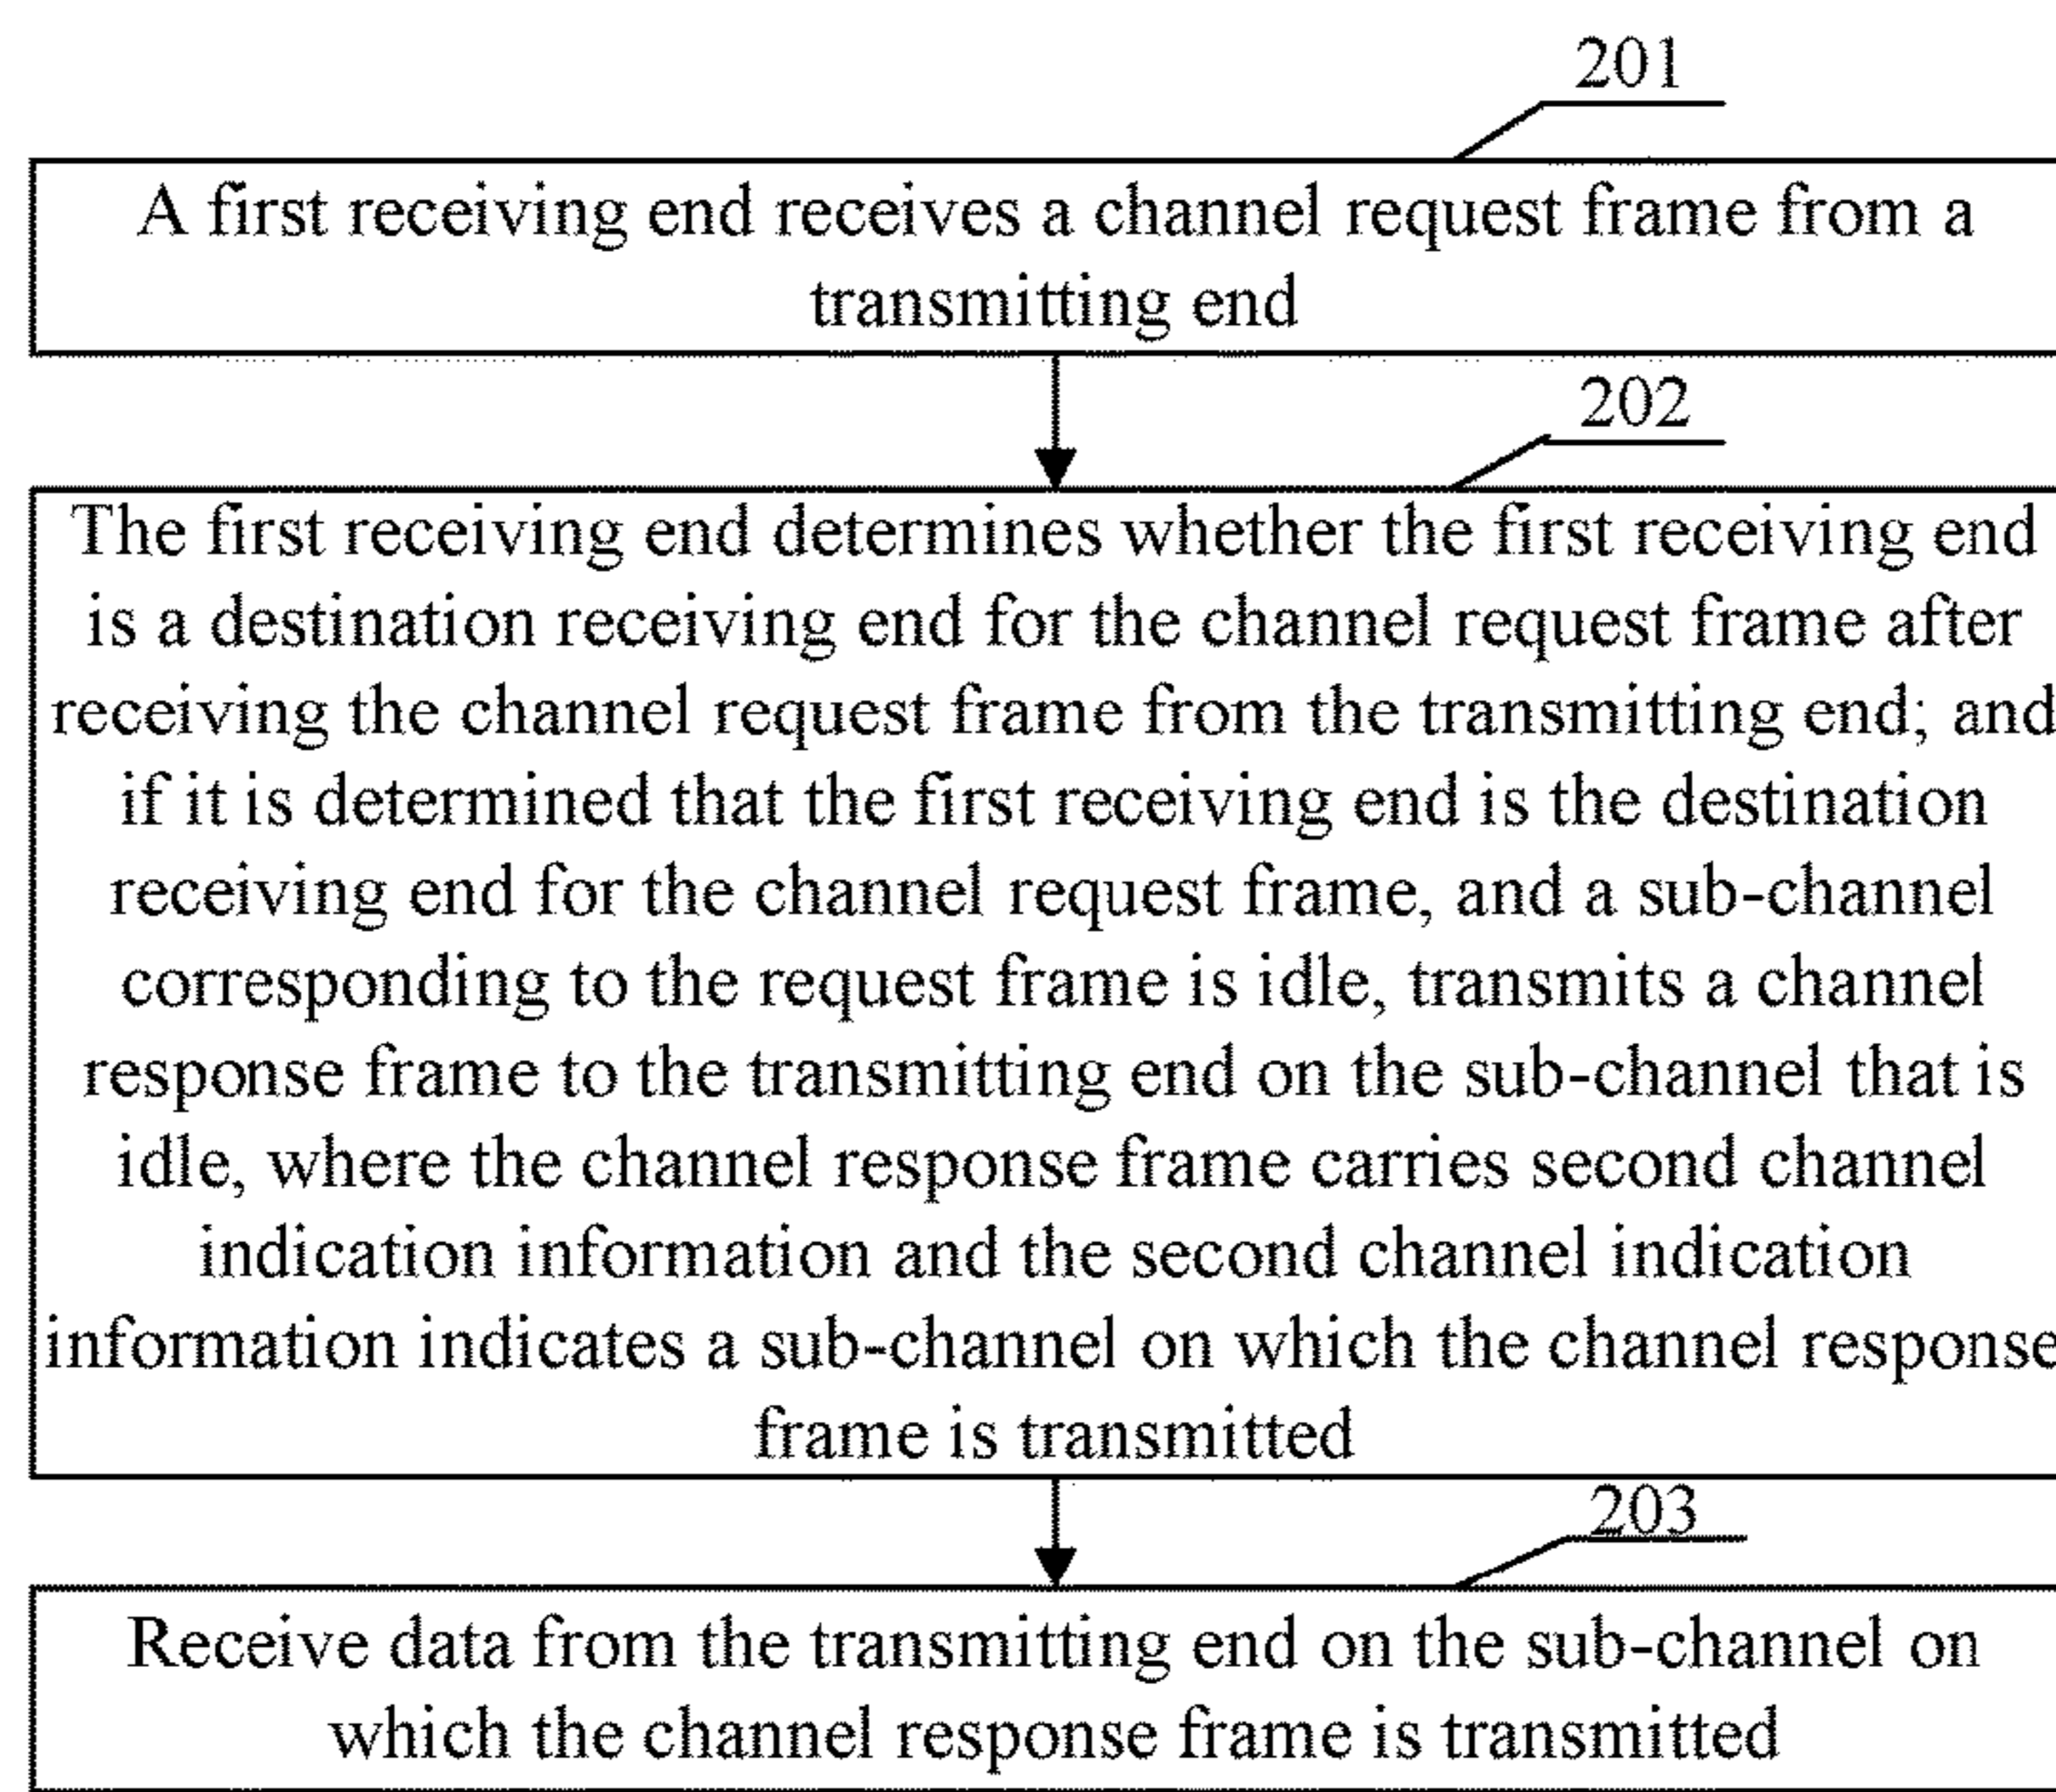 201
A first receiving end receives a channel request frame from a
transmitting end
202
The first receiving end determines whether the first receiving end
is a destination receiving end for the channel request frame after
receiving the channel request frame from the transmitting end; and
if it is determined that the first receiving end is the destination
receiving end for the channel request frame, and a sub-channel
corresponding to the request frame is idle, transmits a channel
response frame to the transmitting end on the sub-channel that is
idle, where the channel response frame carries second channel
indication information and the second channel indication
information indicates a sub-channel on which the channel response
frame is transmitted
203
Receive data from the transmitting end on the sub-channel on
which the channel response frame is transmitted